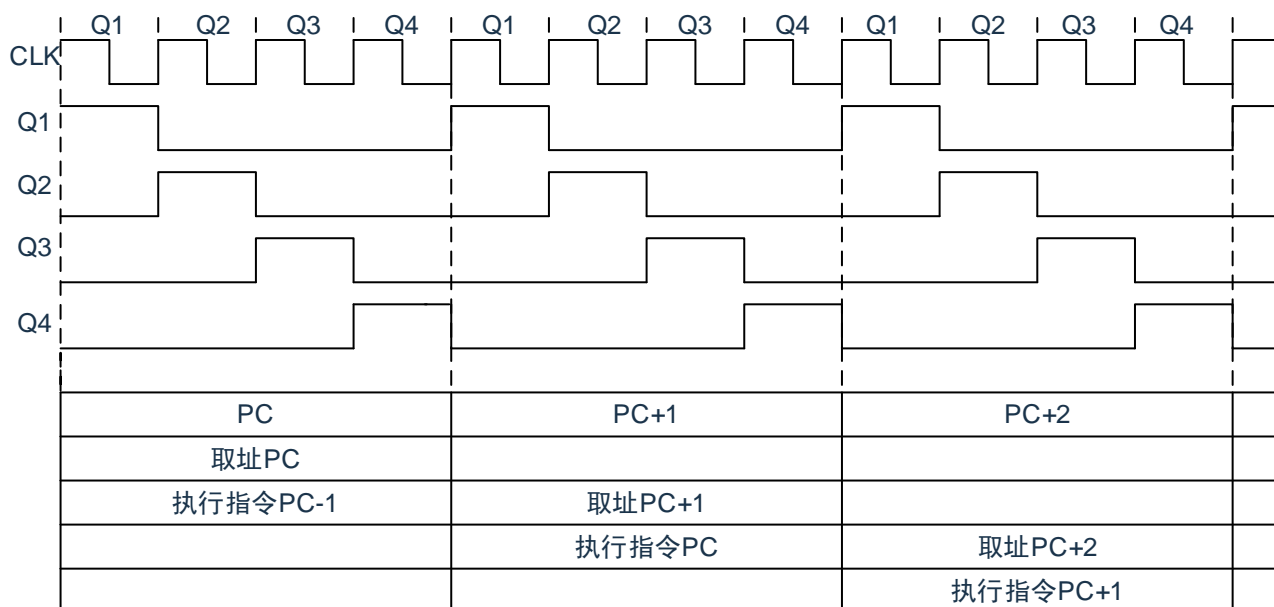 Q1 Q2 Q3 Q4 Q1 Q2 Q3 Q4 Q1 Q2 Q3 Q4
CLK
Q1
Q2
Q3
Q4
PC PC+1 PC+2
取址PC
执行指令PC-1 取址PC+1
执行指令PC 取址PC+2
执行指令PC+1